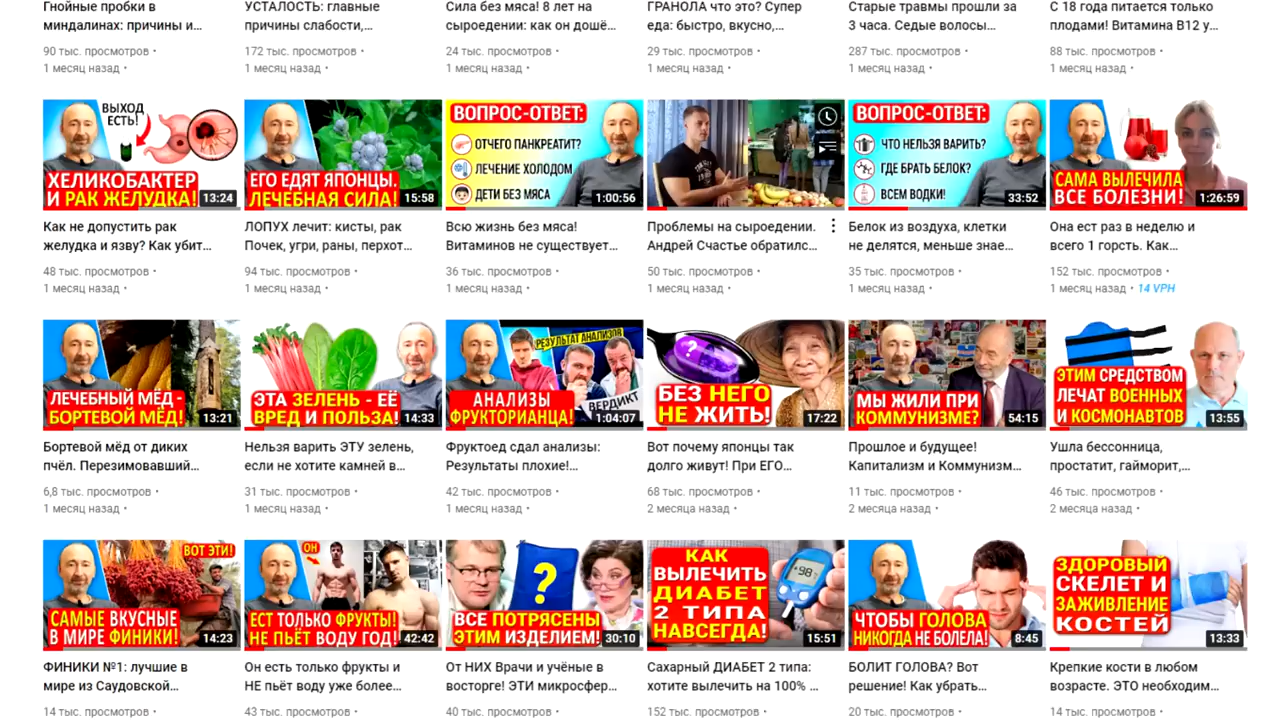 Гнойные пробки в
миндалинах: причины и...
90 тыс. просмотров •
1 месяц назад •
УСТАЛОСТЬ: главные
причины слабости,...
172 тыс. просмотров •
1 месяц назад •
Сила без мяса! 8 лет на
сыроедении: как он дошё...
24 тыс. просмотров •
1 месяц назад •
ГРАНОЛА что это? Супер
еда: быстро, вкусно,...
29 тыс. просмотров •
1 месяц назад •
Старые травмы прошли за
3 часа. Седые волосы...
287 тыс. просмотров •
1 месяц назад •
С 18 года питается только
плодами! Витамина B12 у...
88 тыс. просмотров •
1 месяц назад •
ВЫХОД
ЕСТЬ!
ХЕЛИКОБАКТЕР
И РАК ЖЕЛУДКА!
13:24
Как не допустить рак
желудка и язву? Как убит...
48 тыс. просмотров •
1 месяц назад •
ЕГО ЕДЯТ ЯПОНЦЫ.
ЛЕЧЕБНАЯ СИЛА!
15:58
ЛОПУХ лечит: кисты, рак
Почек, угри, раны, перхот...
94 тыс. просмотров •
1 месяц назад •
ВОПРОС-ОТВЕТ:
ОТЧЕГО ПАНКРЕАТИТ?
ЛЕЧЕНИЕ ХОЛОДОМ
ДЕТИ БЕЗ МЯСА
1:00:56
Всю жизнь без мяса!
Витаминов не существует...
36 тыс. просмотров •
1 месяц назад •
Проблемы на сыроедении.
Андрей Счастье обратилс...
50 тыс. просмотров •
1 месяц назад •
ВОПРОС-ОТВЕТ:
ЧТО НЕЛЬЗЯ ВАРИТЬ?
ГДЕ БРАТЬ БЕЛОК?
ВСЕМ ВОДКИ!
33:52
Белок из воздуха, клетки
не делятся, меньше знае...
35 тыс. просмотров •
1 месяц назад •
САМА ВЫЛЕЧИЛА
ВСЕ БОЛЕЗНИ!
1:26:59
Она ест раз в неделю и
всего 1 горсть. Как...
152 тыс. просмотров •
1 месяц назад • 14 VPH
ЛЕЧЕБНЫЙ МЁД -
БОРТЕВОЙ МЁД!
13:21
Бортевой мёд от диких
пчёл. Перезимовавший...
6,8 тыс. просмотров •
1 месяц назад •
ЭТА ЗЕЛЕНЬ - ЕЁ
ВРЕД И ПОЛЬЗА!
14:33
Нельзя варить ЭТУ зелень,
если не хотите камней в...
31 тыс. просмотров •
1 месяц назад •
РЕЗУЛЬТАТ АНАЛИЗОВ
АНАЛИЗЫ
ФРУКТОРИАНЦА!
ВЕРДИКТ
1:04:07
Фруктоед сдал анализы:
Результаты плохие!...
42 тыс. просмотров •
1 месяц назад •
?
БЕЗ НЕГО
НЕ ЖИТЬ!
17:22
Вот почему японцы так
долго живут! При ЕГО...
68 тыс. просмотров •
2 месяца назад •
МЫ ЖИЛИ ПРИ
КОММУНИЗМЕ?
54:15
Прошлое и будущее!
Капитализм и Коммунизм...
11 тыс. просмотров •
2 месяца назад •
ЭТИМ СРЕДСТВОМ
ЛЕЧАТ ВОЕННЫХ
И КОСМОНАВТОВ
13:55
Ушла бессонница,
простатит, гайморит,...
46 тыс. просмотров •
2 месяца назад •
ВОТ ЭТИ!
САМЫЕ ВКУСНЫЕ
В МИРЕ ФИНИКИ!
14:23
ФИНИКИ №1: лучшие в
мире из Саудовской...
14 тыс. просмотров •
ОН
ЕСТ ТОЛЬКО ФРУКТЫ!
НЕ ПЬЁТ ВОДУ ГОД!
42:42
Он есть только фрукты и
НЕ пьёт воду уже более...
43 тыс. просмотров •
?
ВСЕ ПОТРЯСЕНЫ
ЭТИМ ИЗДЕЛИЕМ!
30:10
От НИХ Врачи и учёные в
восторге! ЭТИ микросфер...
40 тыс. просмотров •
КАК
ВЫЛЕЧИТЬ
ДИАБЕТ
2 ТИПА
НАВСЕГДА!
15:51
Сахарный ДИАБЕТ 2 типа:
хотите вылечить на 100% ...
152 тыс. просмотров •
ЧТОБЫ ГОЛОВА
НИКОГДА НЕ БОЛЕЛА!
8:45
БОЛИТ ГОЛОВА? Вот
решение! Как убрать...
20 тыс. просмотров •
ЗДОРОВЫЙ
СКЕЛЕТ И
ЗАЖИВЛЕНИЕ
КОСТЕЙ
13:33
Крепкие кости в любом
возрасте. ЭТО необходим...
14 тыс. просмотров •